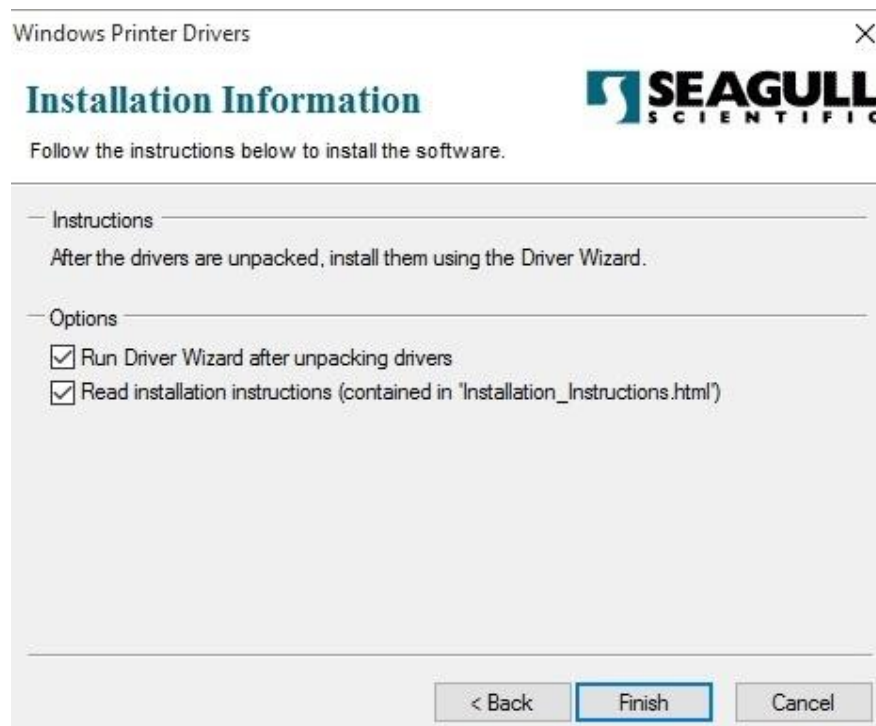 Windows Printer Drivers
Installation Information
SEAGULL
SCIENTIFIC
Follow the instructions below to install the software.
Instructions
After the drivers are unpacked, install them using the Driver Wizard.
Options
Run Driver Wizard after unpacking drivers
Read installation instructions (contained in 'Installation_Instructions.html')
< Back
Finish
Cancel